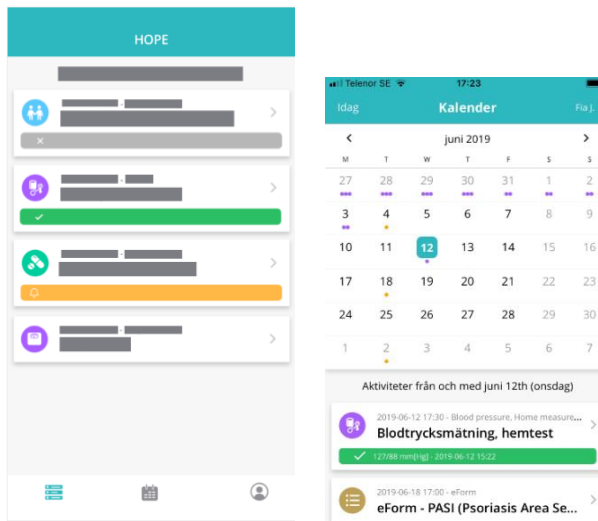 HOPE
Telenor SE 17:23
Idag Kalender Fia J.
juni 2019
M T W T F S S
27 28 29 30 31 1 2
3 4 5 6 7 8 9
10 11 12 13 14 15 16
17 18 19 20 21 22 23
24 25 26 27 28 29 30
1 2 3 4 5 6 7
Aktiviteter från och med juni 12th (onsdag)
2019-06-12 17:30 - Blood pressure, Home measure...
Blodtrycksmätning, hemtest
127/88 mm[Hg] - 2019-06-12 15:22
2019-06-18 17:00 - eForm
eForm - PASI (Psoriasis Area Se...